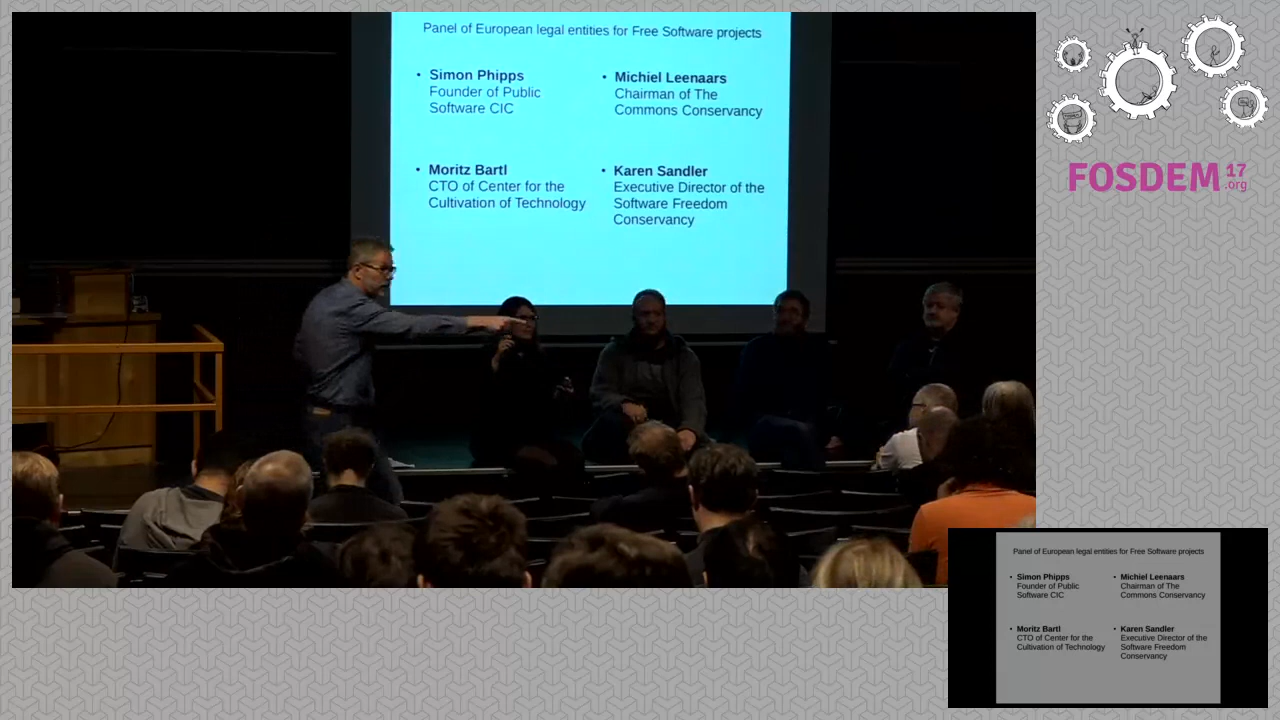 Panel of European legal entities for Free Software projects
• Simon Phipps
Founder of Public
Software CIC
• Michiel Leenaars
Chairman of The
Commons Conservancy
• Moritz Bartl
CTO of Center for the
Cultivation of Technology
• Karen Sandler
Executive Director of the
Software Freedom
Conservancy
FOSDEM 17
.org
Panel of European legal entities for Free Software projects
• Simon Phipps
Founder of Public
Software CIC
• Michiel Leenaars
Chairman of The
Commons Conservancy
• Moritz Bartl
CTO of Center for the
Cultivation of Technology
• Karen Sandler
Executive Director of the
Software Freedom
Conservancy